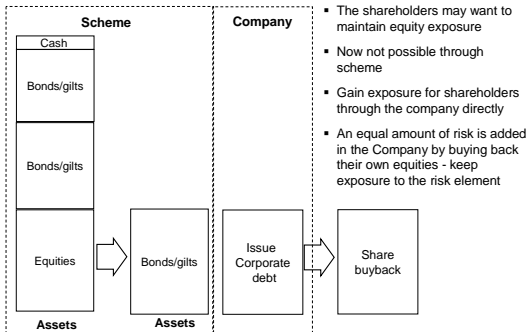 Scheme
Cash
Bonds/gilts
Bonds/gilts
Equities
Bonds/gilts
Assets
Assets
Company
Issue
Corporate
debt
Share
buyback
▪ The shareholders may want to
maintain equity exposure
▪ Now not possible through
scheme
▪ Gain exposure for shareholders
through the company directly
▪ An equal amount of risk is added
in the Company by buying back
their own equities - keep
exposure to the risk element